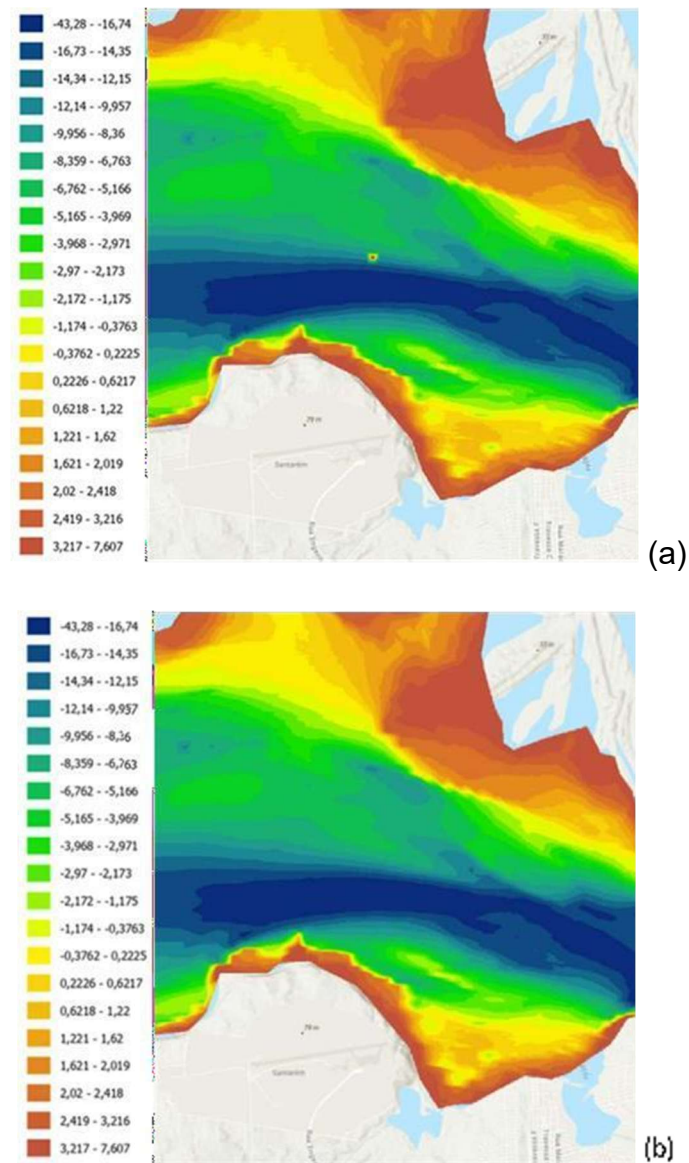 -43,28 - -16,74
-16,73 - -14,35
-14,34 - -12,15
-12,14 - -9,957
-9,956 - -8,36
-8,359 - -6,763
-6,762 - -5,166
-5,165 - -3,969
-3,968 - -2,971
-2,97 - -2,173
-2,172 - -1,175
-1,174 - -0,3763
-0,3762 - 0,2225
0,2226 - 0,6217
0,6218 - 1,22
1,221 - 1,62
1,621 - 2,019
2,02 - 2,418
2,419 - 3,216
3,217 - 7,607
79 m
Santarém
(a)
-43,28 - -16,74
-16,73 - -14,35
-14,34 - -12,15
-12,14 - -9,957
-9,956 - -8,36
-8,359 - -6,763
-6,762 - -5,166
-5,165 - -3,969
-3,968 - -2,971
-2,97 - -2,173
-2,172 - -1,175
-1,174 - -0,3763
-0,3762 - 0,2225
0,2226 - 0,6217
0,6218 - 1,22
1,221 - 1,62
1,621 - 2,019
2,02 - 2,418
2,419 - 3,216
3,217 - 7,607
79 m
Santarém
(b)